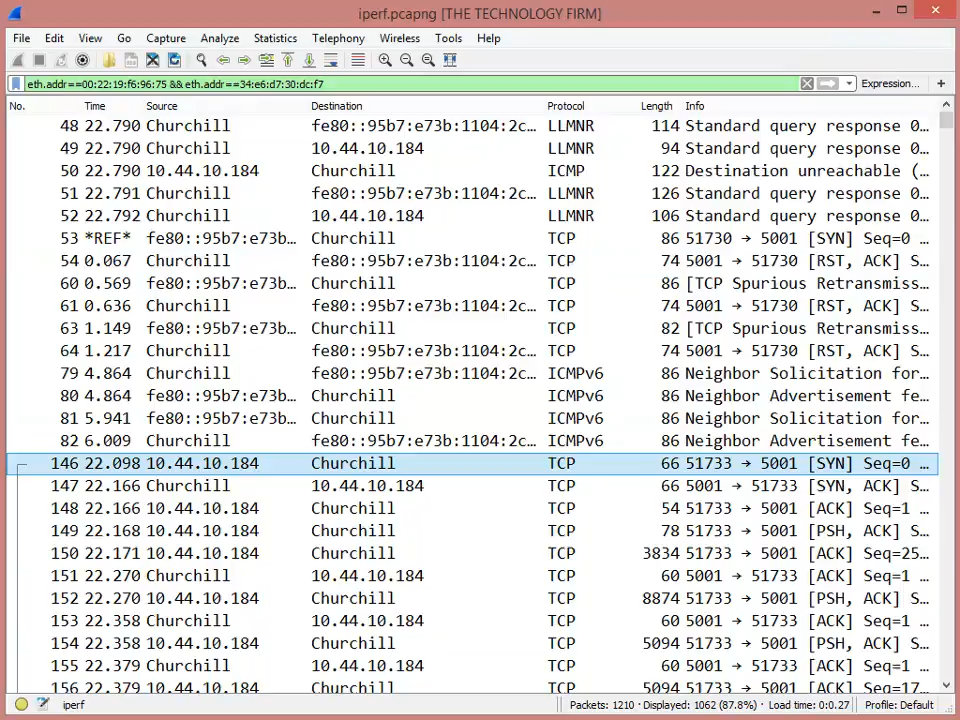 iperf.pcapng [THE TECHNOLOGY FIRM]
File Edit View Go Capture Analyze Statistics Telephony Wireless Tools Help
eth.addr==00:22:19:f6:96:75 && eth.addr==34:e6:d7:30:dc:f7 Expression... +
No. Time Source Destination Protocol Length Info
48 22.790 Churchill fe80::95b7:e73b:1104:2c… LLMNR 114 Standard query response 0…
49 22.790 Churchill 10.44.10.184 LLMNR 94 Standard query response 0…
50 22.790 10.44.10.184 Churchill ICMP 122 Destination unreachable (…
51 22.791 Churchill fe80::95b7:e73b:1104:2c… LLMNR 126 Standard query response 0…
52 22.792 Churchill 10.44.10.184 LLMNR 106 Standard query response 0…
53 *REF* fe80::95b7:e73b… Churchill TCP 86 51730 → 5001 [SYN] Seq=0 …
54 0.067 Churchill fe80::95b7:e73b:1104:2c… TCP 74 5001 → 51730 [RST, ACK] S…
60 0.569 fe80::95b7:e73b… Churchill TCP 86 [TCP Spurious Retransmiss…
61 0.636 Churchill fe80::95b7:e73b:1104:2c… TCP 74 5001 → 51730 [RST, ACK] S…
63 1.149 fe80::95b7:e73b… Churchill TCP 82 [TCP Spurious Retransmiss…
64 1.217 Churchill fe80::95b7:e73b:1104:2c… TCP 74 5001 → 51730 [RST, ACK] S…
79 4.864 Churchill fe80::95b7:e73b:1104:2c… ICMPv6 86 Neighbor Solicitation for…
80 4.864 fe80::95b7:e73b… Churchill ICMPv6 86 Neighbor Advertisement fe…
81 5.941 fe80::95b7:e73b… Churchill ICMPv6 86 Neighbor Solicitation for…
82 6.009 Churchill fe80::95b7:e73b:1104:2c… ICMPv6 86 Neighbor Advertisement fe…
146 22.098 10.44.10.184 Churchill TCP 66 51733 → 5001 [SYN] Seq=0 …
147 22.166 Churchill 10.44.10.184 TCP 66 5001 → 51733 [SYN, ACK] S…
148 22.166 10.44.10.184 Churchill TCP 54 51733 → 5001 [ACK] Seq=1 …
149 22.168 10.44.10.184 Churchill TCP 78 51733 → 5001 [PSH, ACK] S…
150 22.171 10.44.10.184 Churchill TCP 3834 51733 → 5001 [ACK] Seq=25…
151 22.270 Churchill 10.44.10.184 TCP 60 5001 → 51733 [ACK] Seq=1 …
152 22.270 10.44.10.184 Churchill TCP 8874 51733 → 5001 [PSH, ACK] S…
153 22.358 Churchill 10.44.10.184 TCP 60 5001 → 51733 [ACK] Seq=1 …
154 22.358 10.44.10.184 Churchill TCP 5094 51733 → 5001 [PSH, ACK] S…
155 22.379 Churchill 10.44.10.184 TCP 60 5001 → 51733 [ACK] Seq=1 …
156 22.379 10.44.10.184 Churchill TCP 5094 51733 → 5001 [ACK] Seq=17…
iperf Packets: 1210 · Displayed: 1062 (87.8%) · Load time: 0:0.27 Profile: Default